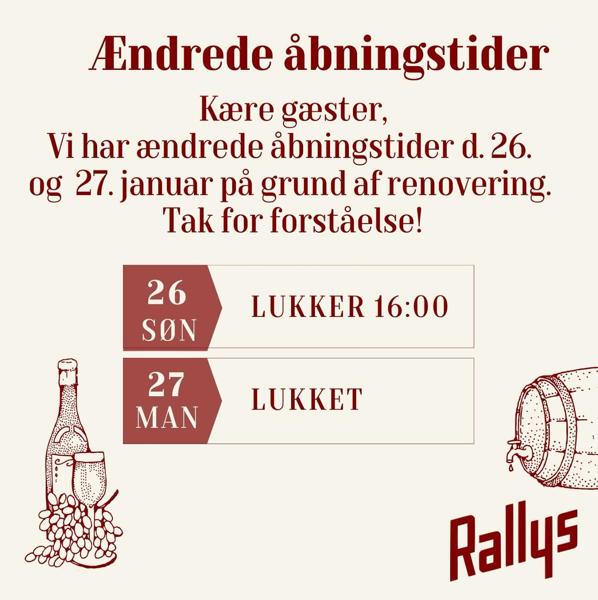 Ændrede åbningstider
Kære gæster,
Vi har ændrede åbningstider d. 26.
og 27. januar på grund af renovering.
Tak for forståelse!
26
SØN
LUKKER 16:00
27
MAN
LUKKET
Rallys